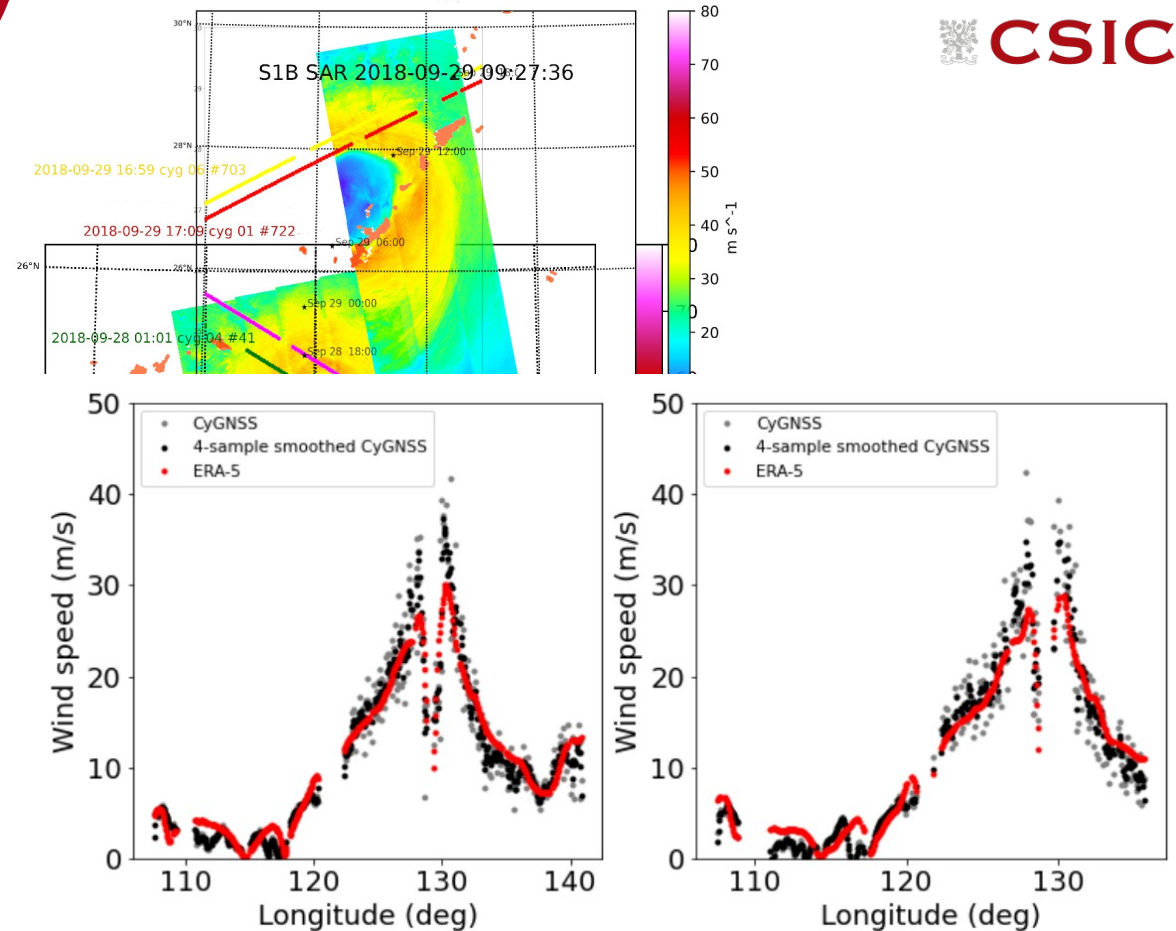 CSIC
30°N
S1B SAR 2018-09-29 09:27:36
28°N
Sep 29 12:00
2018-09-29 16:59 cyg 06 #703
2018-09-29 17:09 cyg 01 #722
Sep 29 06:00
26°N
Sep 29 00:00
2018-09-28 01:01 cyg 04 #41
Sep 28 18:00
80
70
60
50
40
30
20
m s^-1
50
40
30
20
10
0
Wind speed (m/s)
CyGNSS
4-sample smoothed CyGNSS
ERA-5
110 120 130 140
Longitude (deg)
50
40
30
20
10
0
Wind speed (m/s)
CyGNSS
4-sample smoothed CyGNSS
ERA-5
110 120 130
Longitude (deg)